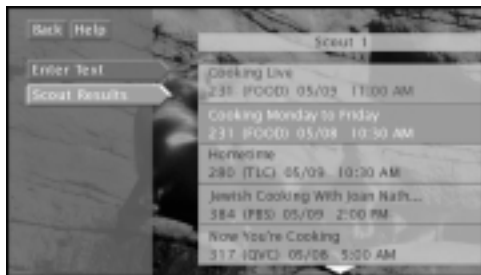 Back Help
Scout 1
Enter Text
Scout Results
Cooking Live
231 (FOOD) 05/09 11:00 AM
Cooking Monday to Friday
231 (FOOD) 05/08 10:30 AM
Hometime
280 (TLC) 05/09 10:30 AM
Jewish Cooking With Joan Nath...
384 (PBS) 05/09 2:00 PM
Now You're Cooking
317 (QVC) 05/08 5:00 AM